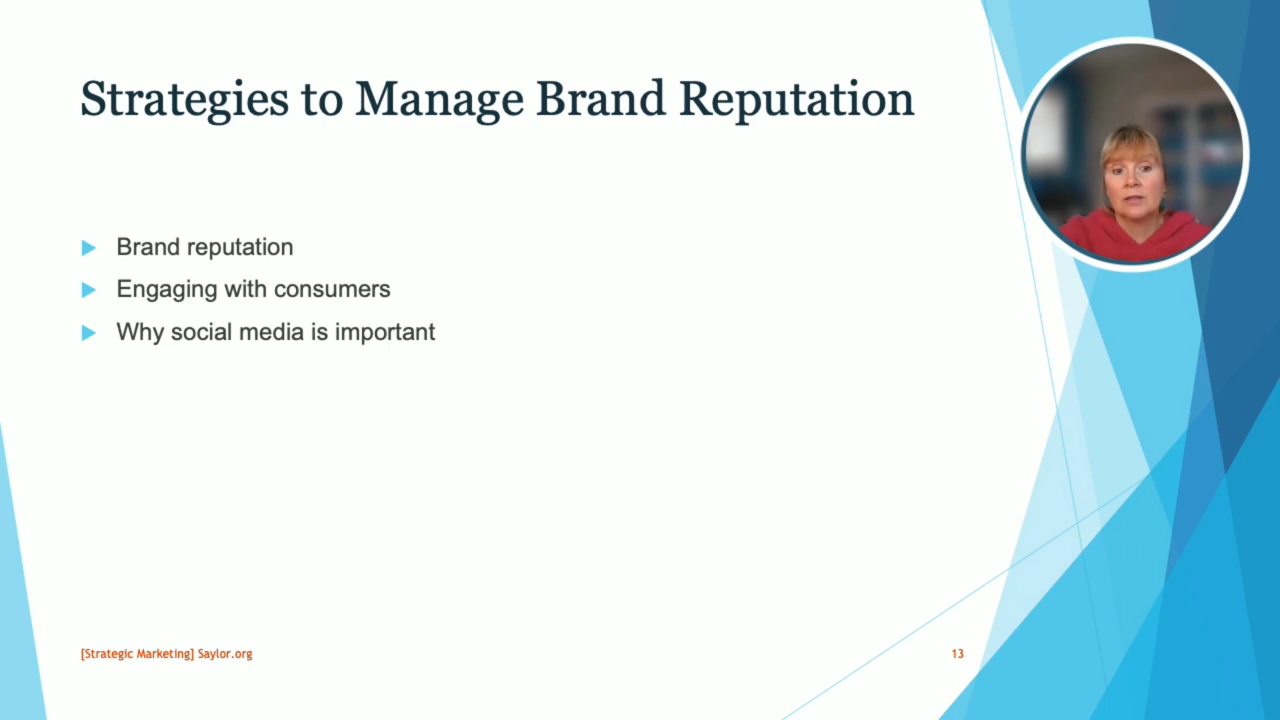 Strategies to Manage Brand Reputation
Brand reputation
Engaging with consumers
Why social media is important
[Strategic Marketing] Saylor.org
13